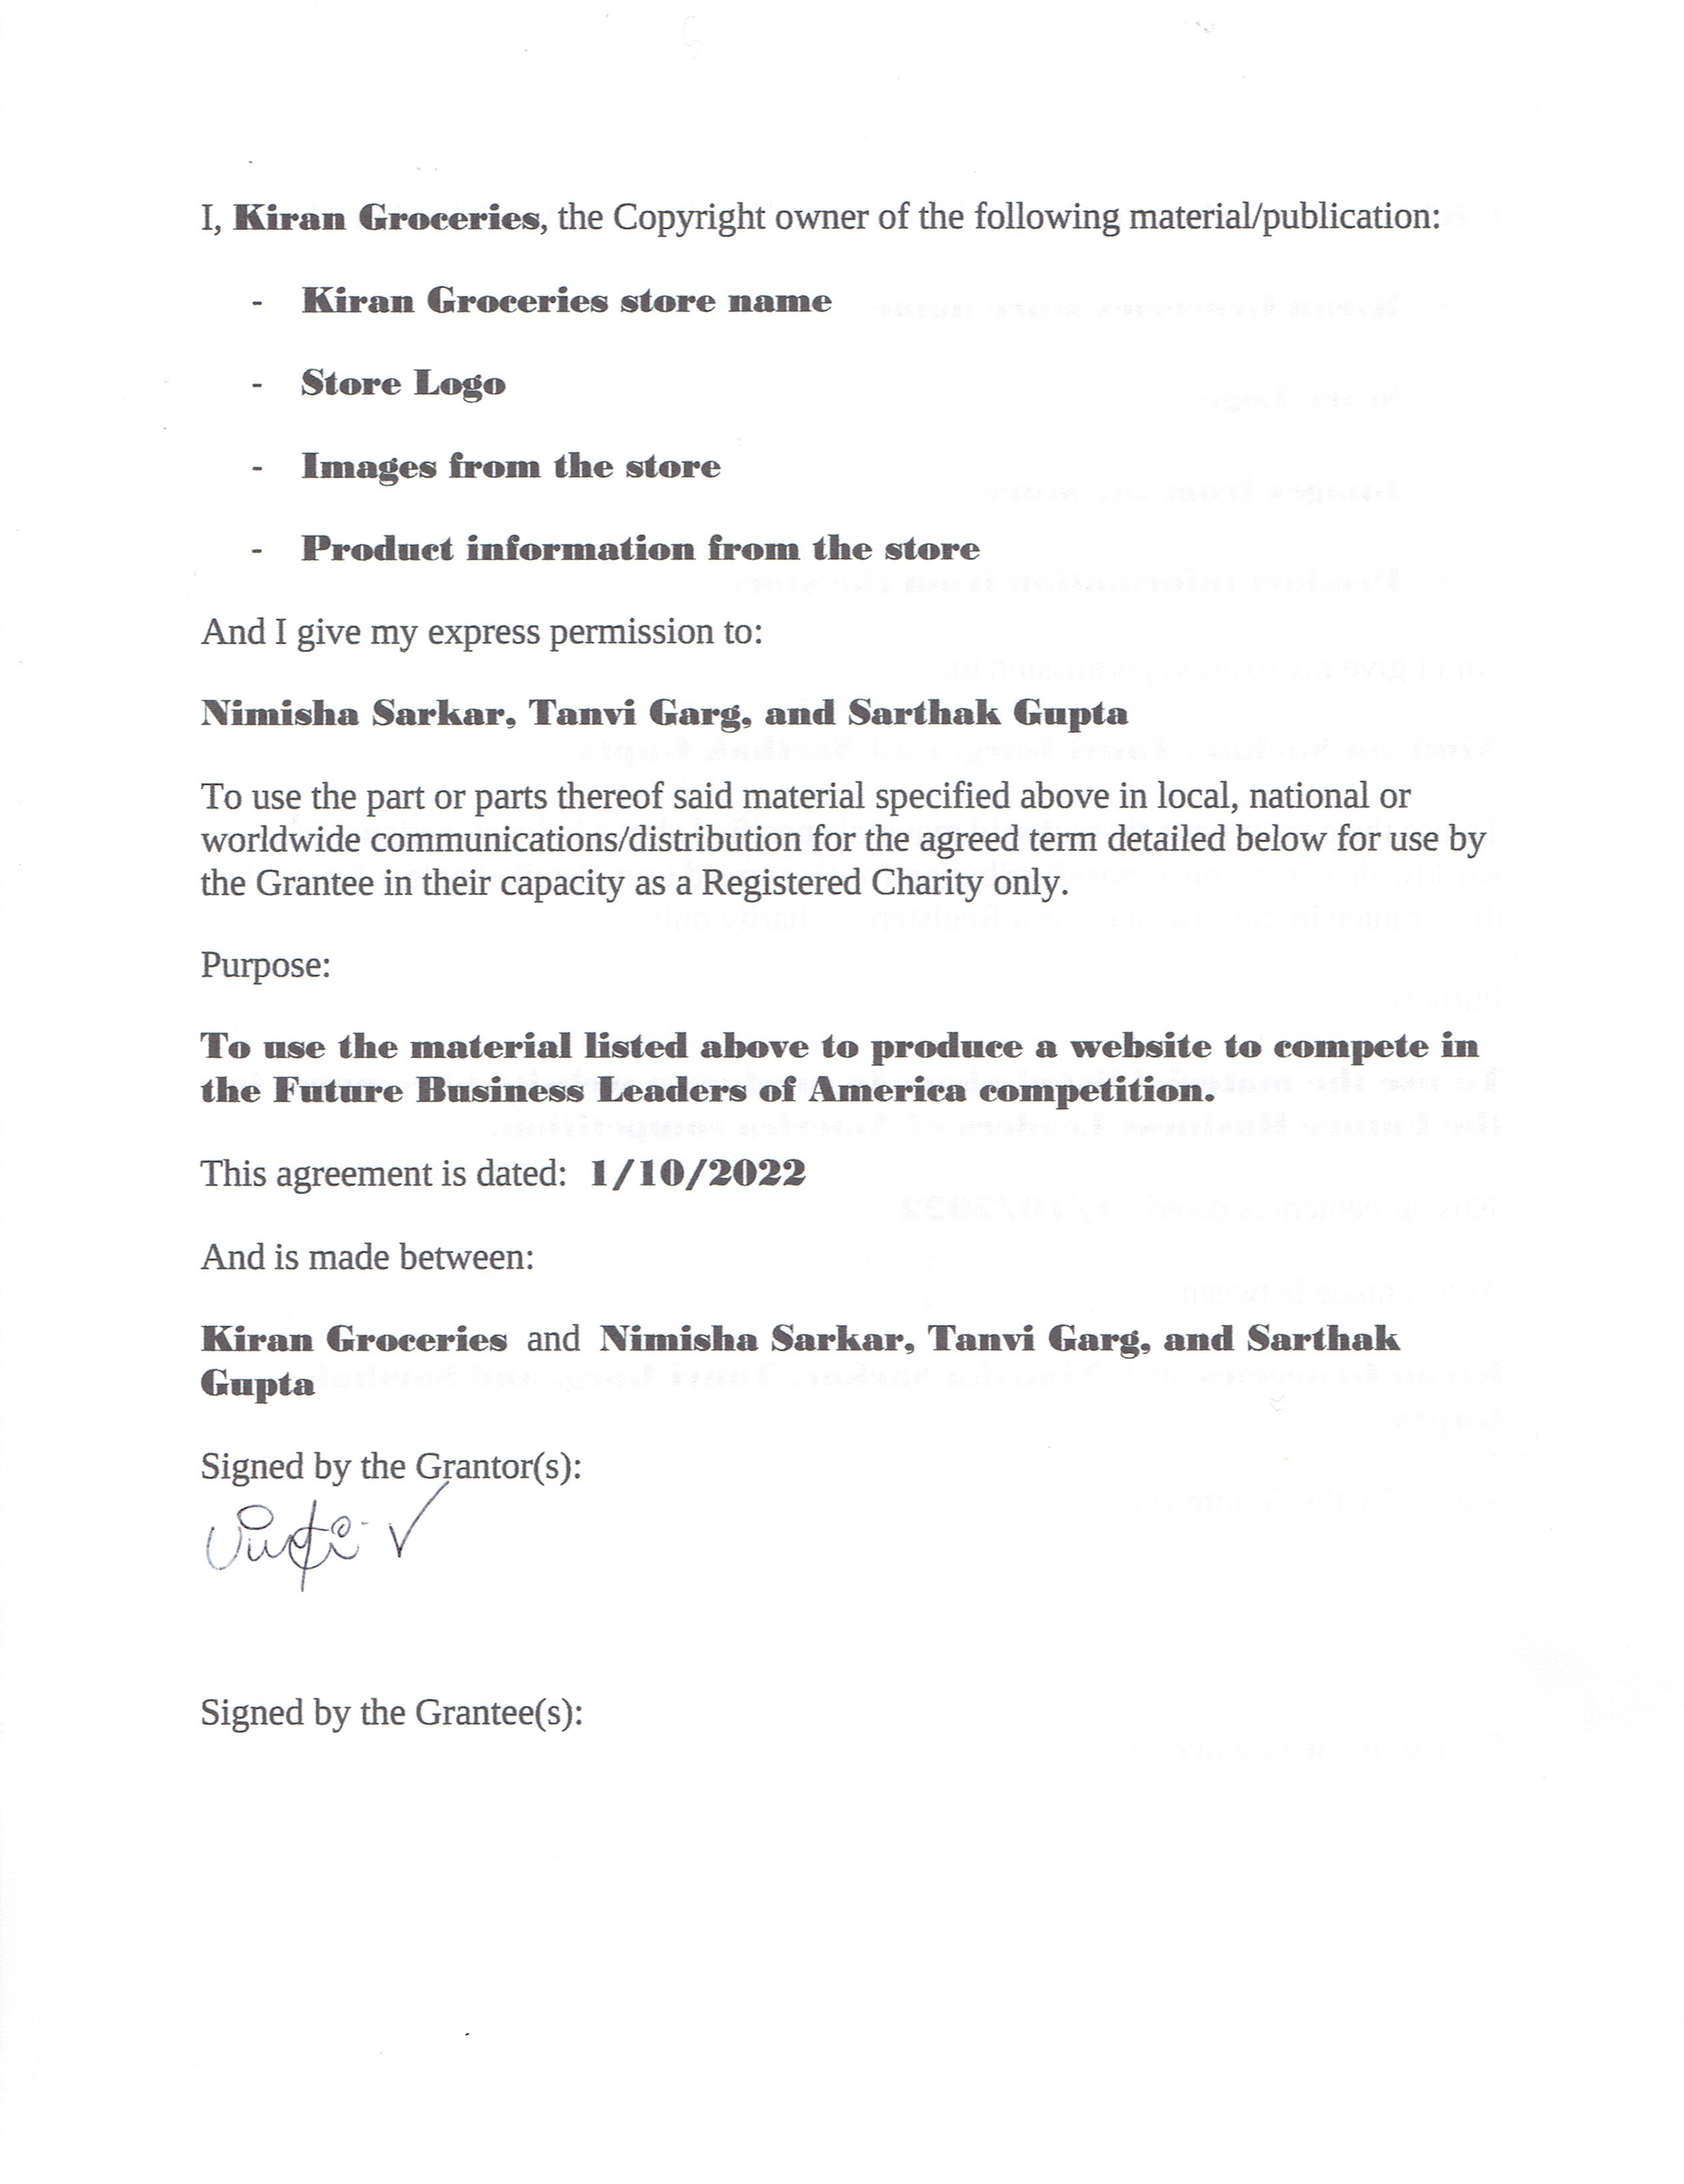 I, Kiran Groceries, the Copyright owner of the following material/publication:
- Kiran Groceries store name
- Store Logo
- Images from the store
- Product information from the store
And I give my express permission to:
Nimisha Sarkar, Tanvi Garg, and Sarthak Gupta
To use the part or parts thereof said material specified above in local, national or
worldwide communications/distribution for the agreed term detailed below for use by
the Grantee in their capacity as a Registered Charity only.
Purpose:
To use the material listed above to produce a website to compete in
the Future Business Leaders of America competition.
This agreement is dated: 1/10/2022
And is made between:
Kiran Groceries and Nimisha Sarkar, Tanvi Garg, and Sarthak
Gupta
Signed by the Grantor(s):
Signed by the Grantee(s):